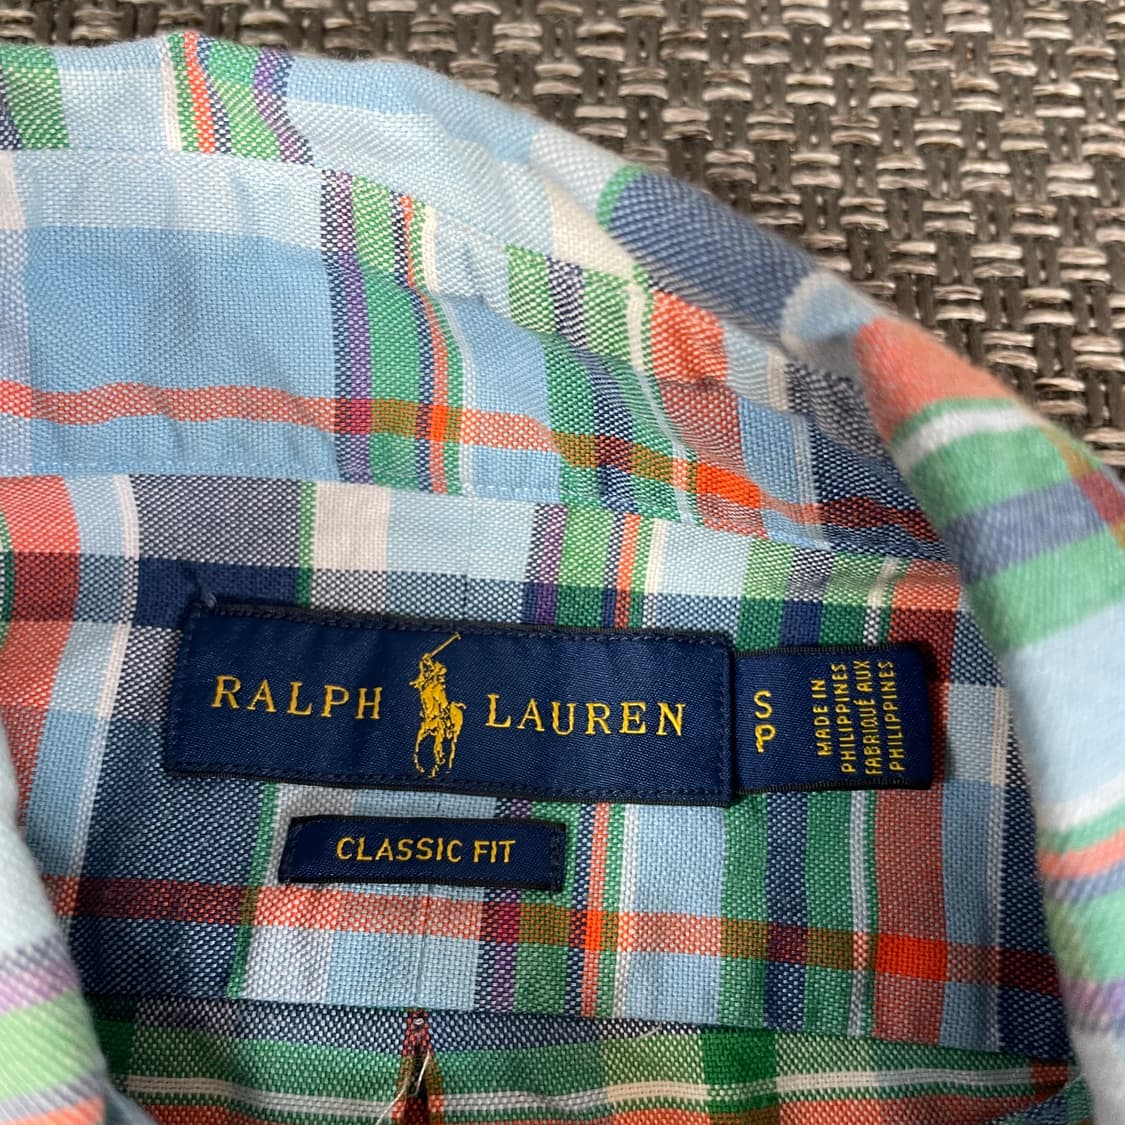 RALPH LAUREN
S
P
MADE IN
PHILIPPINES
FABRIQUÉ AUX
PHILIPPINES
CLASSIC FIT